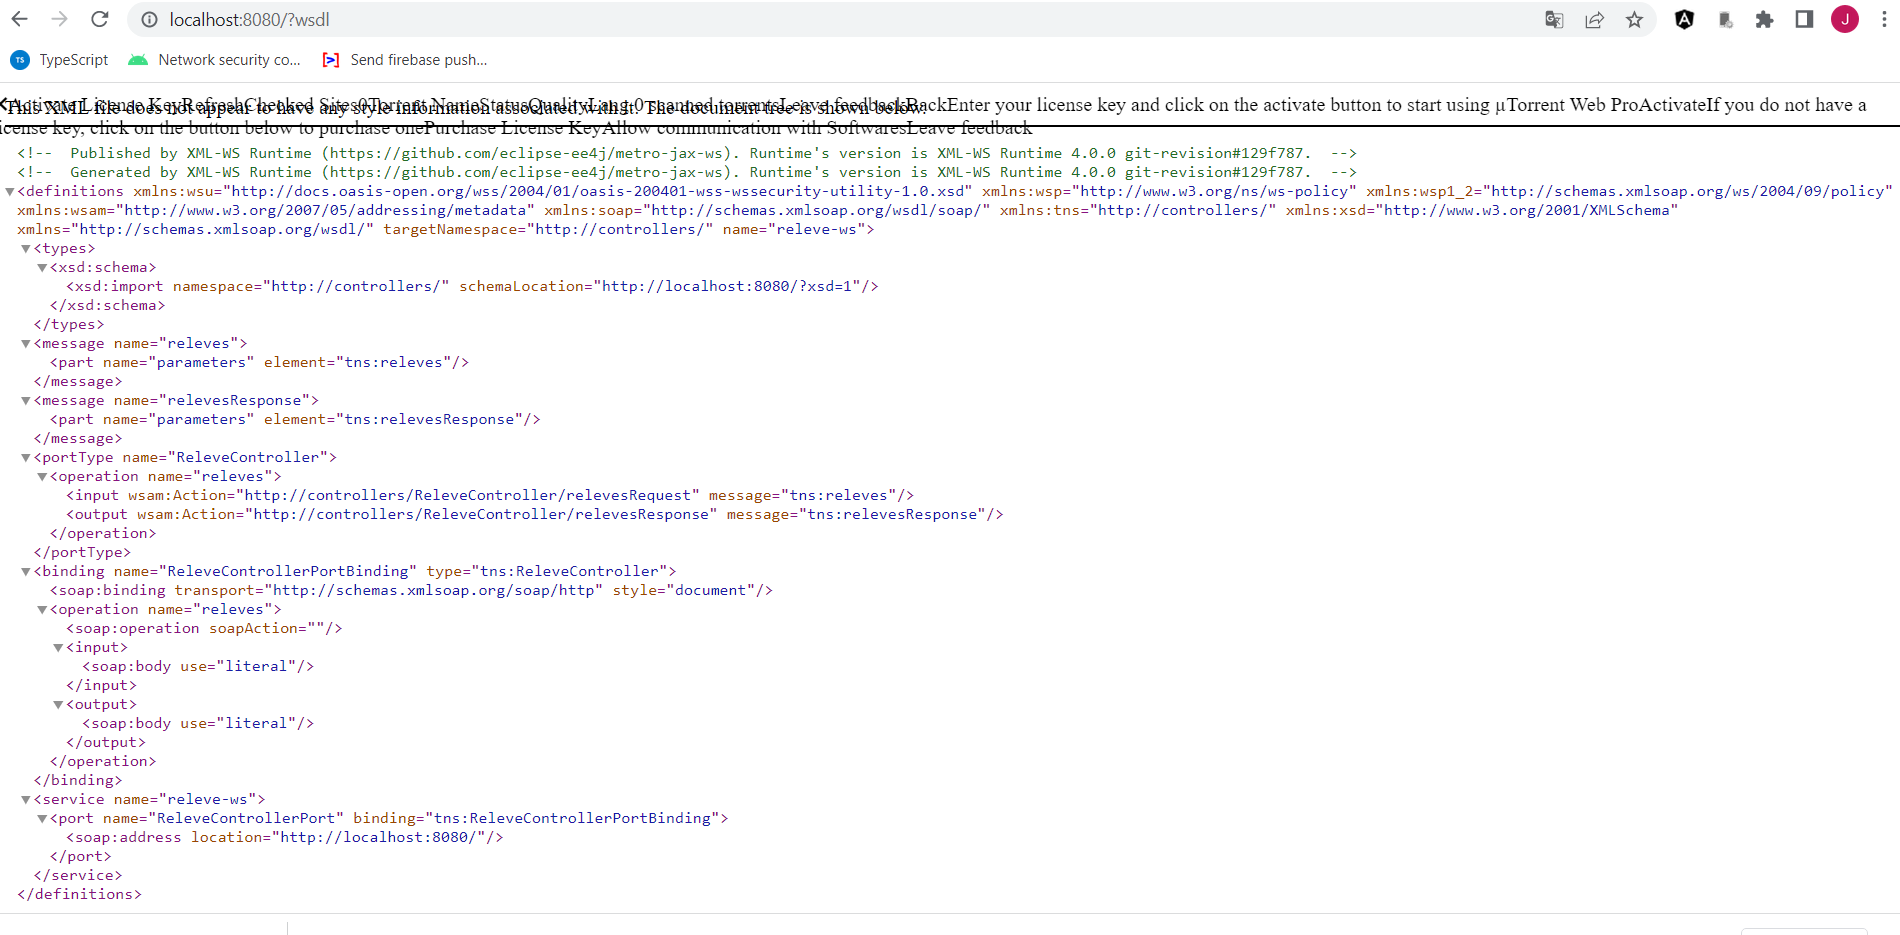 localhost:8080/?wsdl
J
TS TypeScript Network security co... Send firebase push...
This XML file does not appear to have any style information associated with it. The document tree is shown below.
Activate License KeyRefreshChecked Sites0Torrent NameStatusQualityLang 0 channed torrentsLeave feedbackBackEnter your license key and click on the activate button to start using µTorrent Web ProActivateIf you do not have a
icense key, click on the button below to purchase onePurchase License KeyAllow communication with SoftwaresLeave feedback
<!-- Published by XML-WS Runtime (https://github.com/eclipse-ee4j/metro-jax-ws). Runtime's version is XML-WS Runtime 4.0.0 git-revision#129f787. -->
<!-- Generated by XML-WS Runtime (https://github.com/eclipse-ee4j/metro-jax-ws). Runtime's version is XML-WS Runtime 4.0.0 git-revision#129f787. -->
<definitions xmlns:wsu="http://docs.oasis-open.org/wss/2004/01/oasis-200401-wss-wssecurity-utility-1.0.xsd" xmlns:wsp="http://www.w3.org/ns/ws-policy" xmlns:wsp1_2="http://schemas.xmlsoap.org/ws/2004/09/policy"
xmlns:wsam="http://www.w3.org/2007/05/addressing/metadata" xmlns:soap="http://schemas.xmlsoap.org/wsdl/soap/" xmlns:tns="http://controllers/" xmlns:xsd="http://www.w3.org/2001/XMLSchema"
xmlns="http://schemas.xmlsoap.org/wsdl/" targetNamespace="http://controllers/" name="releve-ws">
<types>
<xsd:schema>
<xsd:import namespace="http://controllers/" schemaLocation="http://localhost:8080/?xsd=1"/>
</xsd:schema>
</types>
<message name="releves">
<part name="parameters" element="tns:releves"/>
</message>
<message name="relevesResponse">
<part name="parameters" element="tns:relevesResponse"/>
</message>
<portType name="ReleveController">
<operation name="releves">
<input wsam:Action="http://controllers/ReleveController/relevesRequest" message="tns:releves"/>
<output wsam:Action="http://controllers/ReleveController/relevesResponse" message="tns:relevesResponse"/>
</operation>
</portType>
<binding name="ReleveControllerPortBinding" type="tns:ReleveController">
<soap:binding transport="http://schemas.xmlsoap.org/soap/http" style="document"/>
<operation name="releves">
<soap:operation soapAction=""/>
<input>
<soap:body use="literal"/>
</input>
<output>
<soap:body use="literal"/>
</output>
</operation>
</binding>
<service name="releve-ws">
<port name="ReleveControllerPort" binding="tns:ReleveControllerPortBinding">
<soap:address location="http://localhost:8080/"/>
</port>
</service>
</definitions>